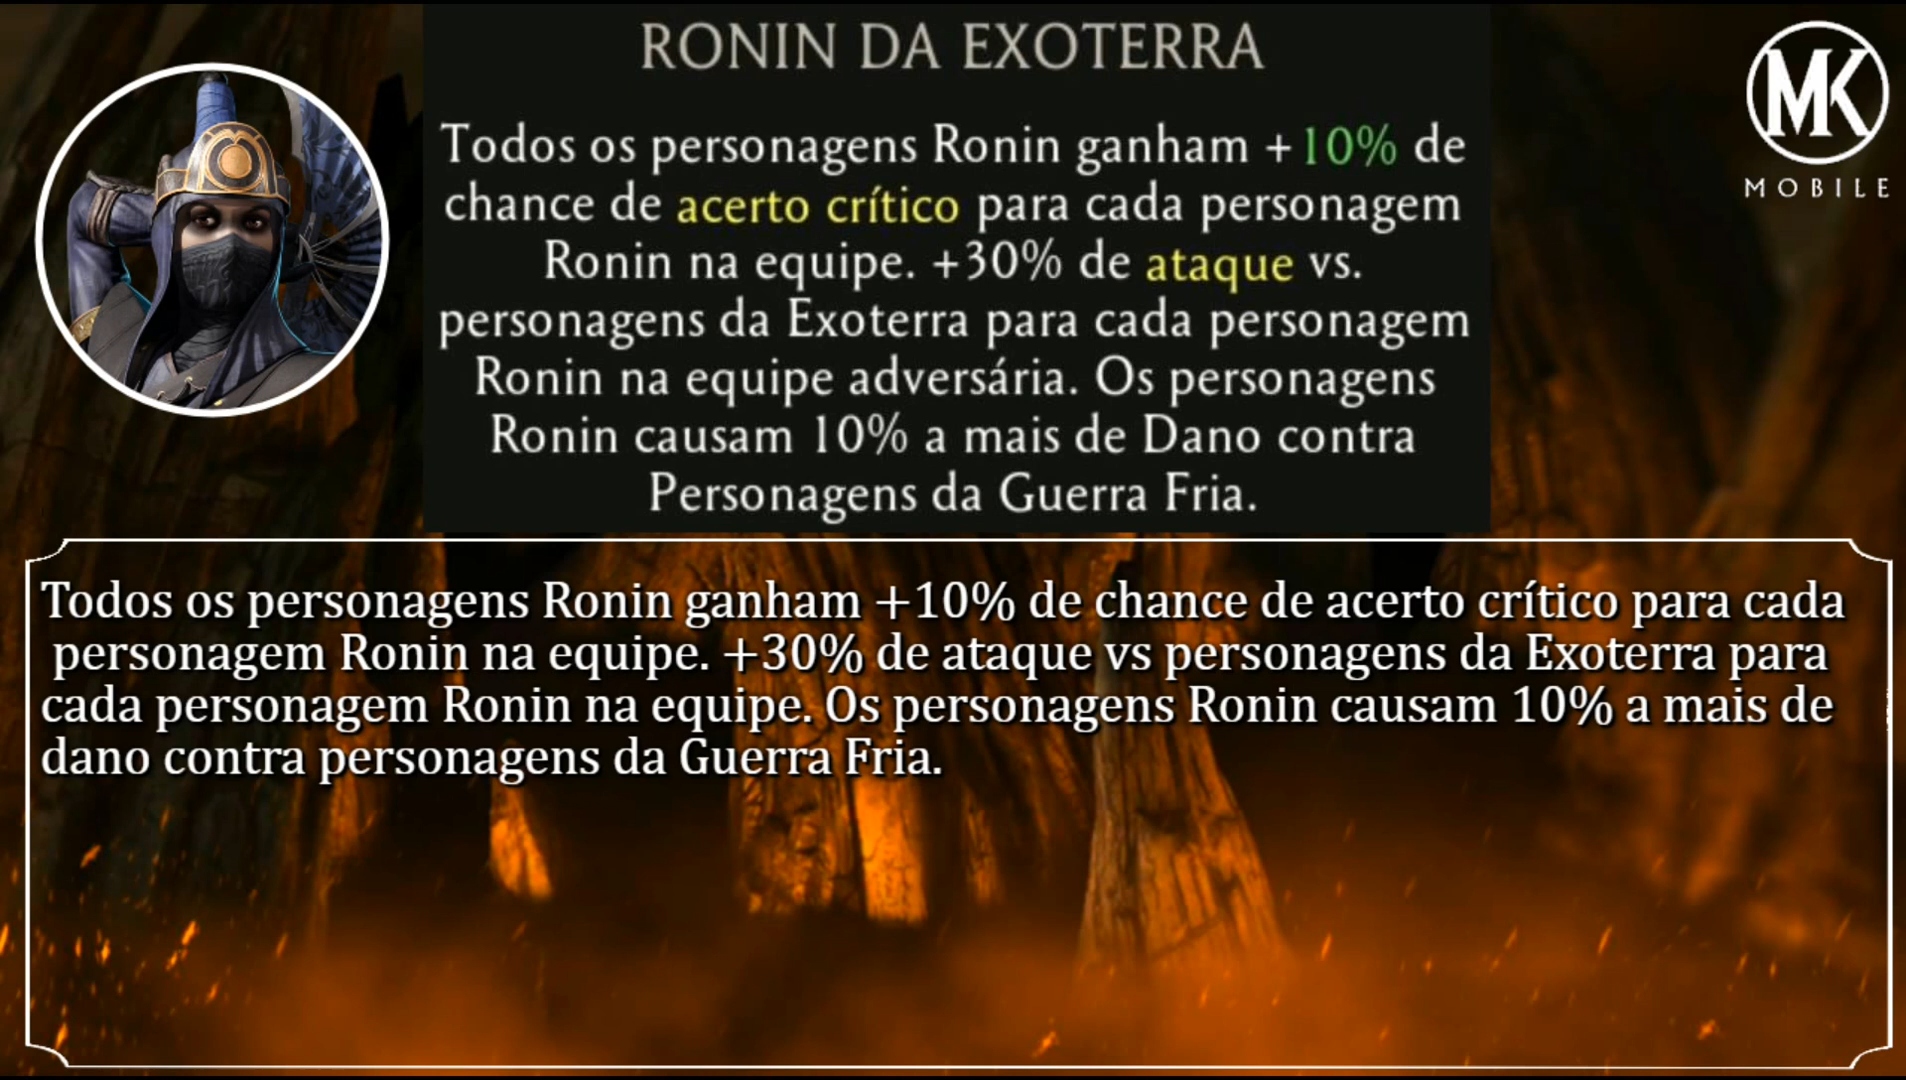 RONIN DA EXOTERRA
Todos os personagens Ronin ganham +10% de
chance de acerto crítico para cada personagem
Ronin na equipe. +30% de ataque vs.
personagens da Exoterra para cada personagem
Ronin na equipe adversária. Os personagens
Ronin causam 10% a mais de Dano contra
Personagens da Guerra Fria.
MK
MOBILE
Todos os personagens Ronin ganham +10% de chance de acerto crítico para cada
personagem Ronin na equipe. +30% de ataque vs personagens da Exoterra para
cada personagem Ronin na equipe. Os personagens Ronin causam 10% a mais de
dano contra personagens da Guerra Fria.